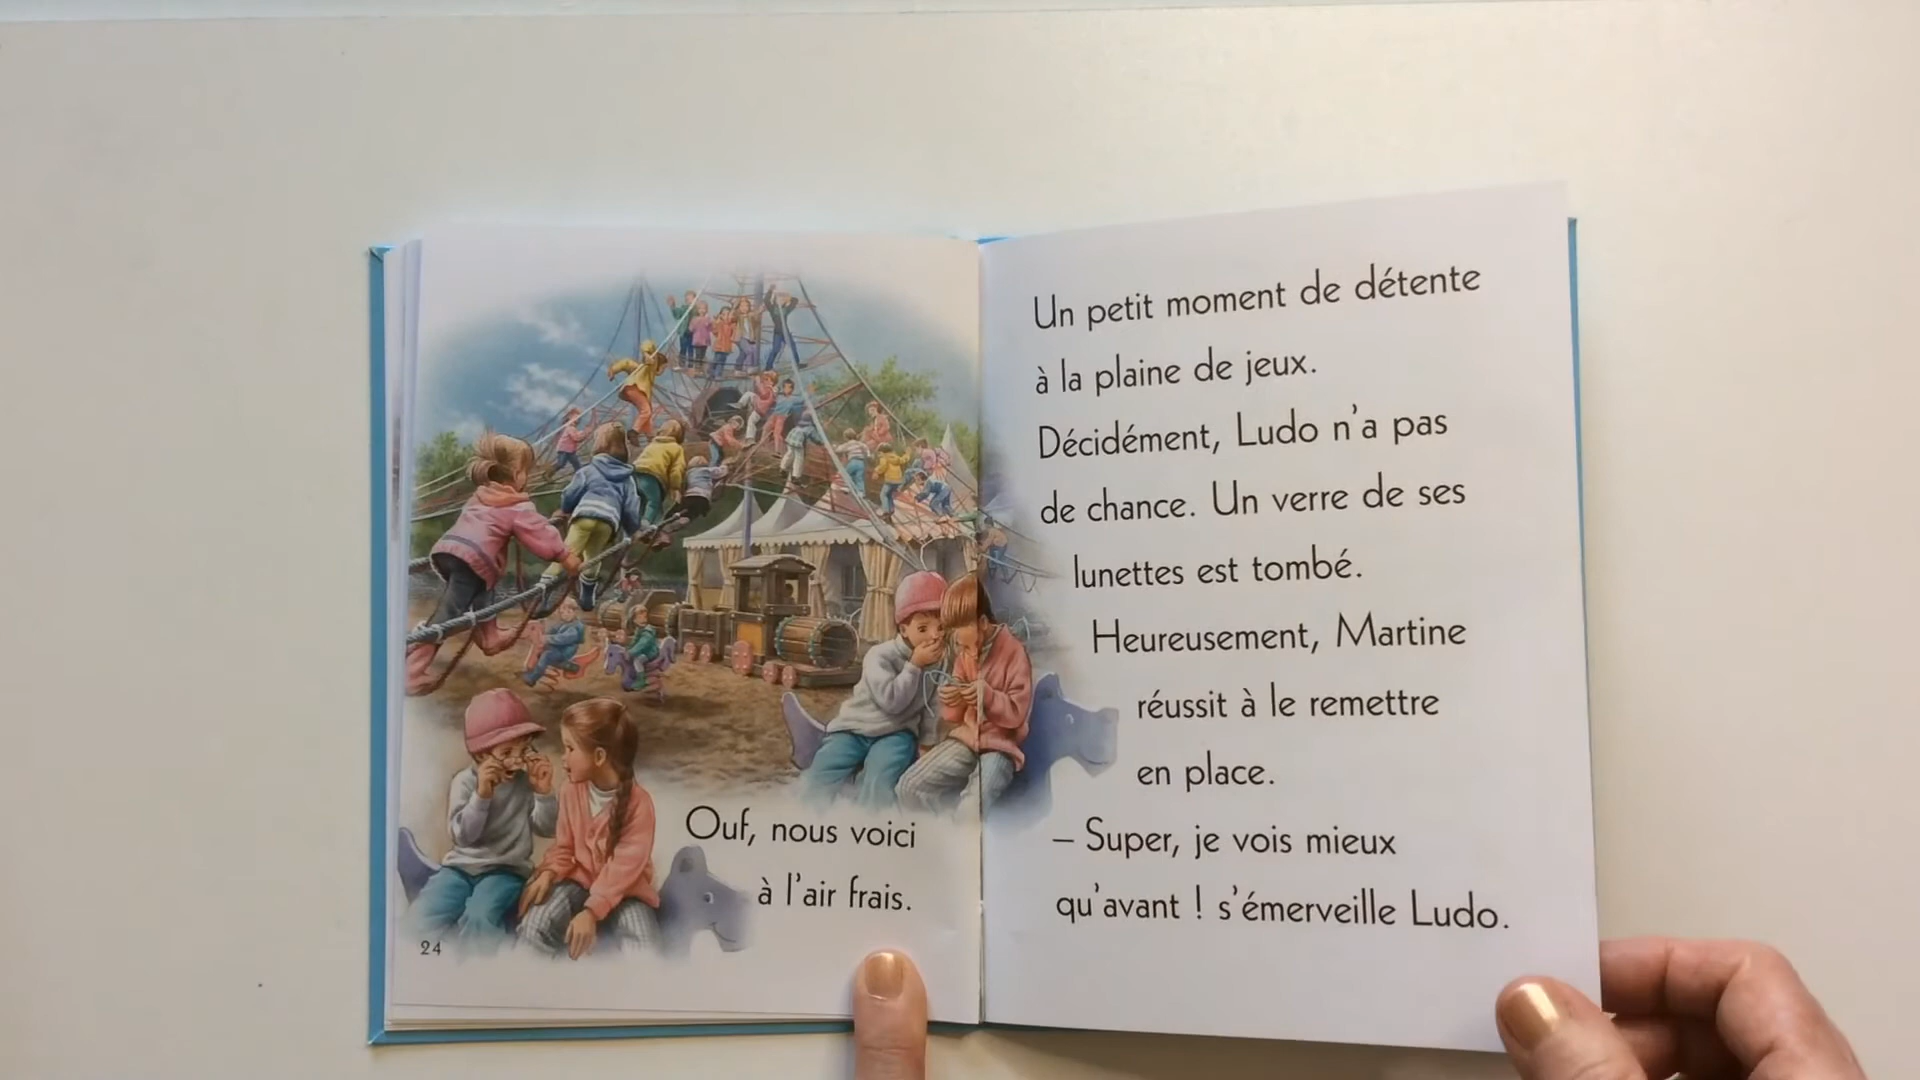 Ouf, nous voici
à l'air frais.
24
Un petit moment de détente
à la plaine de jeux.
Décidément, Ludo n'a pas
de chance. Un verre de ses
lunettes est tombé.
Heureusement, Martine
réussit à le remettre
en place.
– Super, je vois mieux
qu'avant ! s'émerveille Ludo.